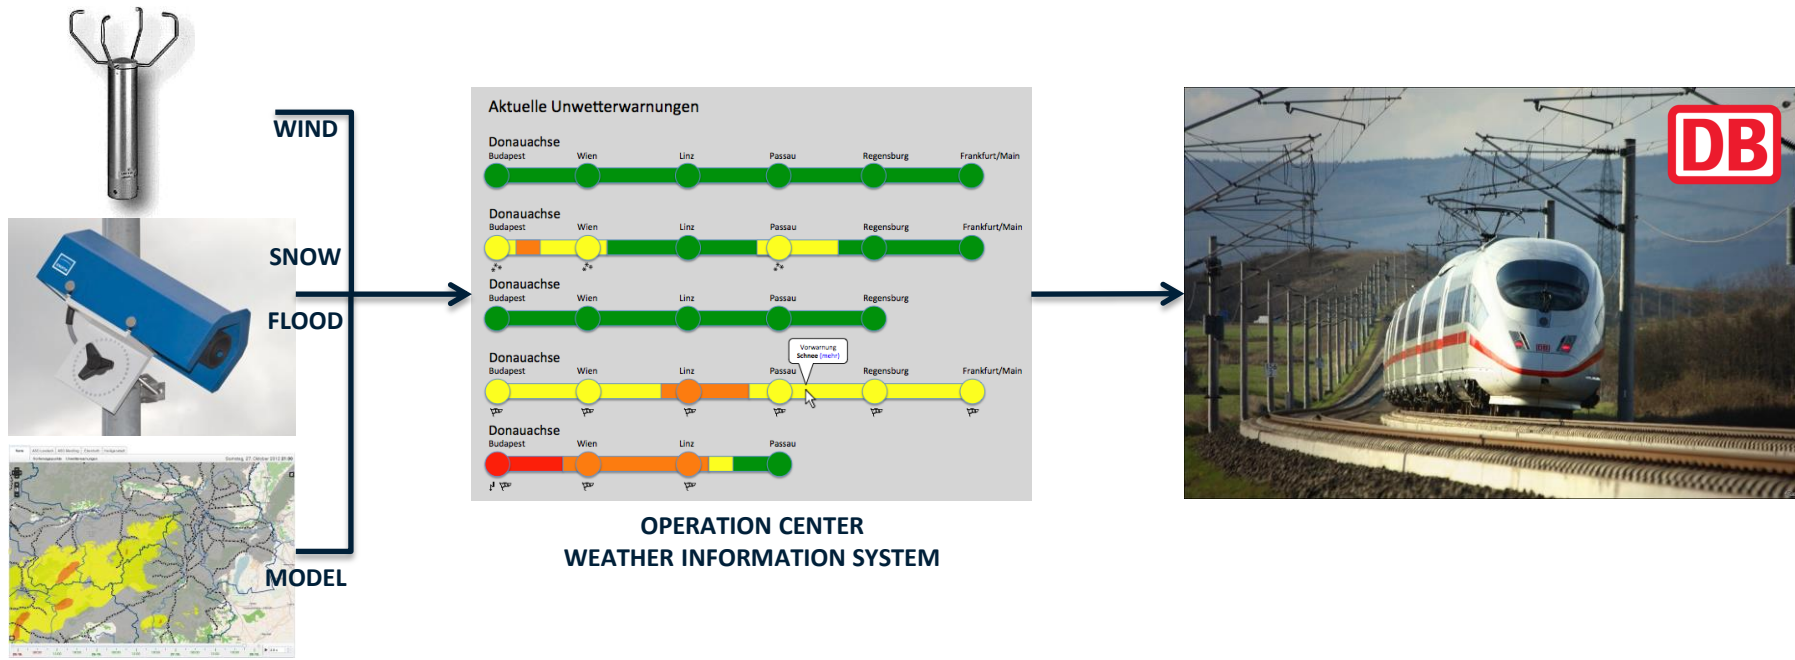 WIND
SNOW
FLOOD
MODEL
Aktuelle Unwetterwarnungen
Donauachse
Budapest Wien Linz Passau Regensburg Frankfurt/Main
Donauachse
Budapest Wien Linz Passau Regensburg Frankfurt/Main
Donauachse
Budapest Wien Linz Passau Regensburg
Vorwarnung
Schnee (mehr)
Donauachse
Budapest Wien Linz Passau Regensburg Frankfurt/Main
Donauachse
Budapest Wien Linz Passau
OPERATION CENTER
WEATHER INFORMATION SYSTEM
DB
DB